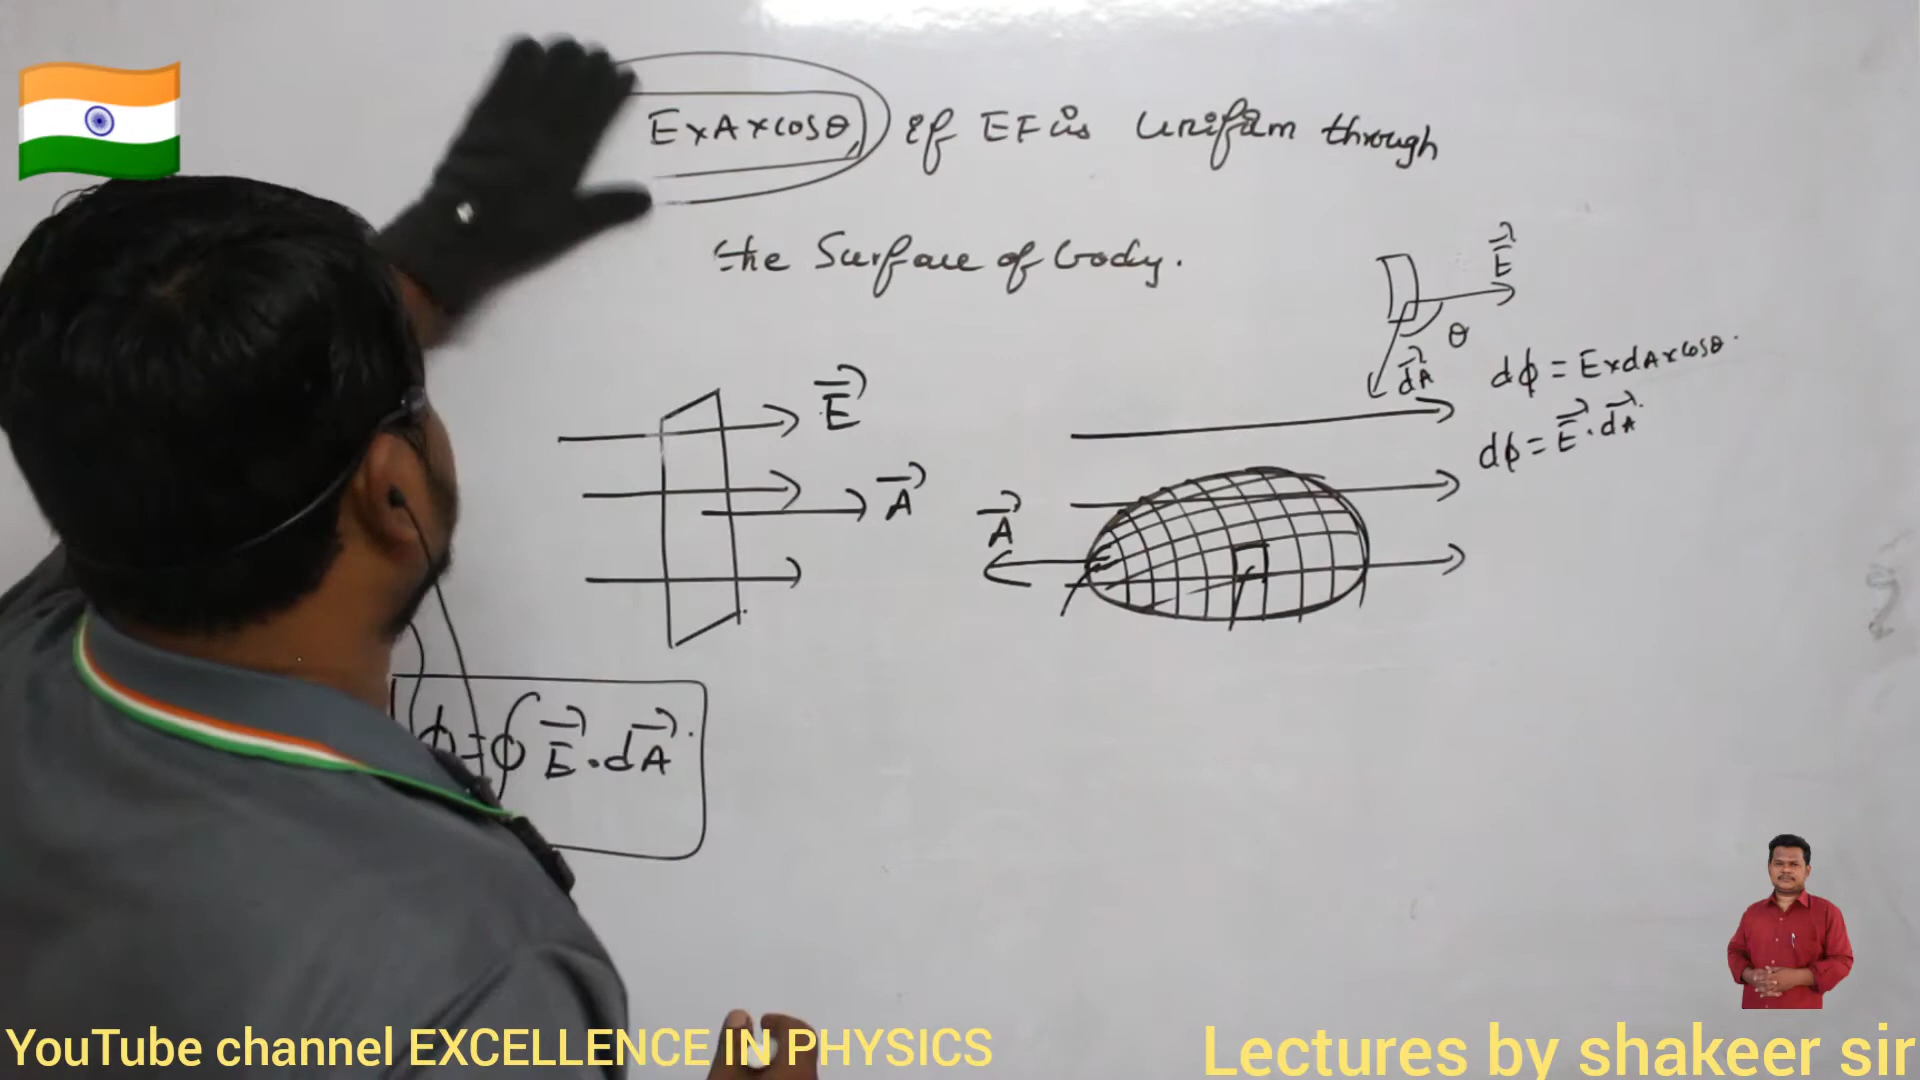 E×A×cosθ, if EF is uniform through
the Surface of body.
E
θ
dA
dϕ = E×dA×cosθ.
dϕ = E⃗ . dA⃗.
E⃗
A⃗
A⃗
ϕ = ∮ E⃗ . dA⃗.
YouTube channel EXCELLENCE IN PHYSICS
Lectures by shakeer sir